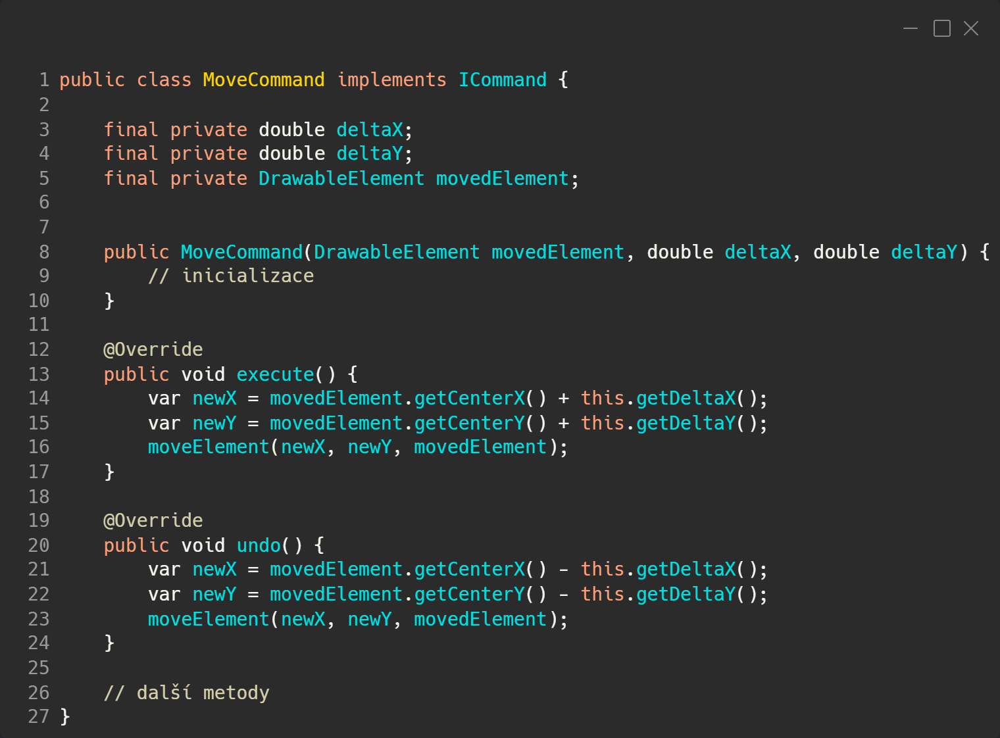 1 public class MoveCommand implements ICommand {
2
3     final private double deltaX;
4     final private double deltaY;
5     final private DrawableElement movedElement;
6
7
8     public MoveCommand(DrawableElement movedElement, double deltaX, double deltaY) {
9         // inicializace
10     }
11
12     @Override
13     public void execute() {
14         var newX = movedElement.getCenterX() + this.getDeltaX();
15         var newY = movedElement.getCenterY() + this.getDeltaY();
16         moveElement(newX, newY, movedElement);
17     }
18
19     @Override
20     public void undo() {
21         var newX = movedElement.getCenterX() - this.getDeltaX();
22         var newY = movedElement.getCenterY() - this.getDeltaY();
23         moveElement(newX, newY, movedElement);
24     }
25
26     // další metody
27 }